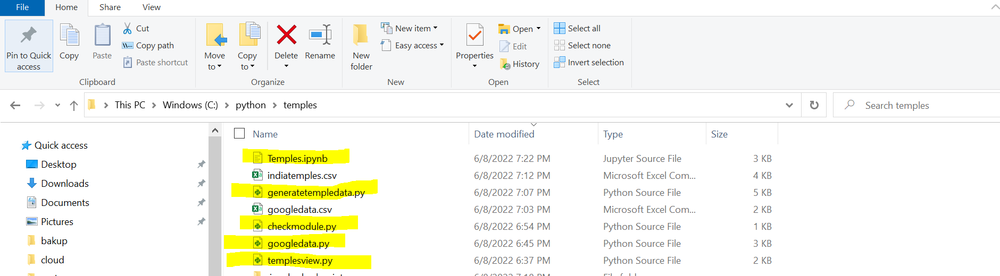 File Home Share View
Pin to Quick access
Copy
Paste
Cut
Copy path
Paste shortcut
Clipboard
Move to
Copy to
Delete
Rename
Organize
New folder
New item
Easy access
New
Properties
Open
Edit
History
Open
Select all
Select none
Invert selection
Select
This PC Windows (C:) python temples
Search temples
Quick access
Desktop
Downloads
Documents
Pictures
bakup
cloud
Name Date modified Type Size
Temples.ipynb 6/8/2022 7:22 PM Jupyter Source File 3 KB
indiatemples.csv 6/8/2022 7:12 PM Microsoft Excel Com... 4 KB
generatetempledata.py 6/8/2022 7:07 PM Python Source File 5 KB
googledata.csv 6/8/2022 7:03 PM Microsoft Excel Com... 2 KB
checkmodule.py 6/8/2022 6:54 PM Python Source File 1 KB
googledata.py 6/8/2022 6:45 PM Python Source File 3 KB
templesview.py 6/8/2022 6:37 PM Python Source File 2 KB